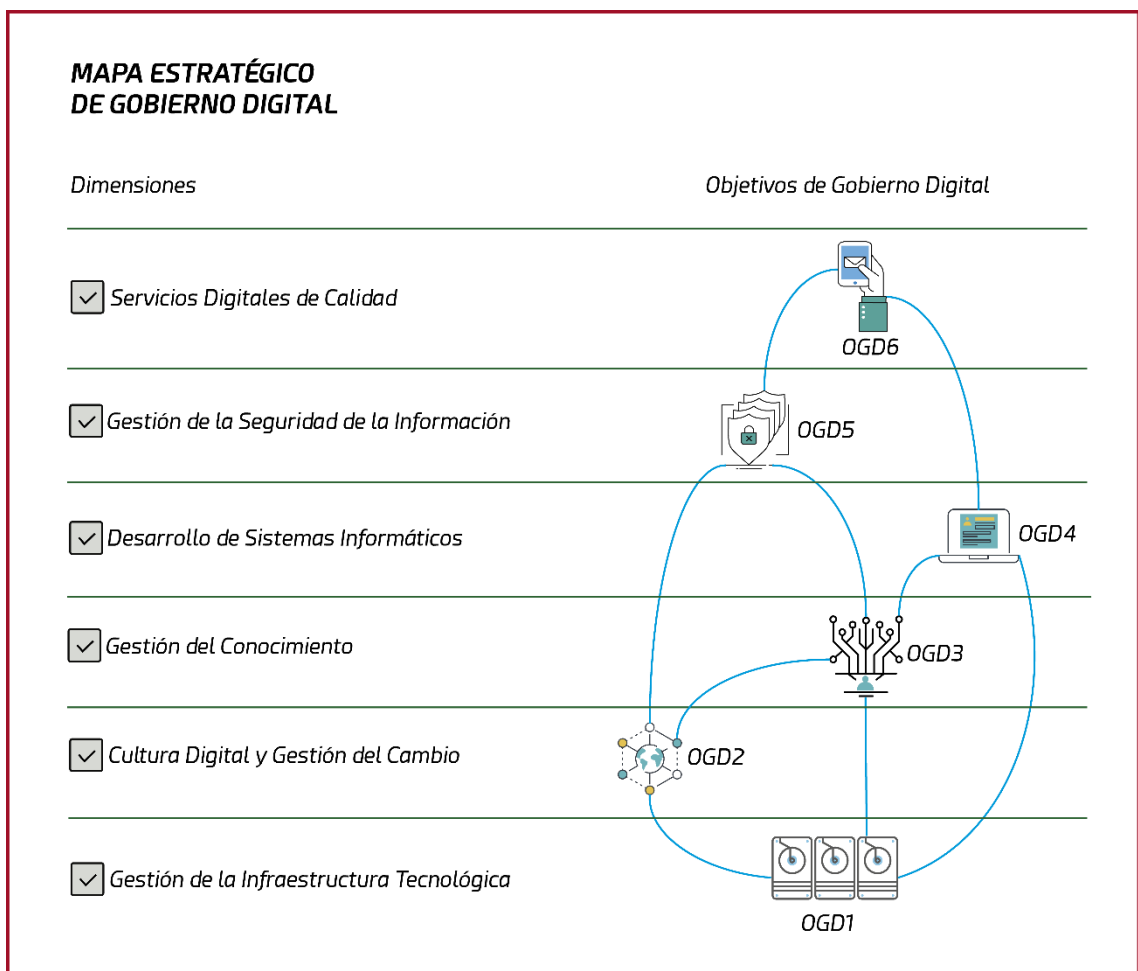 MAPA ESTRATÉGICO
DE GOBIERNO DIGITAL
Dimensiones
Objetivos de Gobierno Digital
Servicios Digitales de Calidad
OGD6
Gestión de la Seguridad de la Información
OGD5
Desarrollo de Sistemas Informáticos
OGD4
Gestión del Conocimiento
OGD3
Cultura Digital y Gestión del Cambio
OGD2
Gestión de la Infraestructura Tecnológica
OGD1